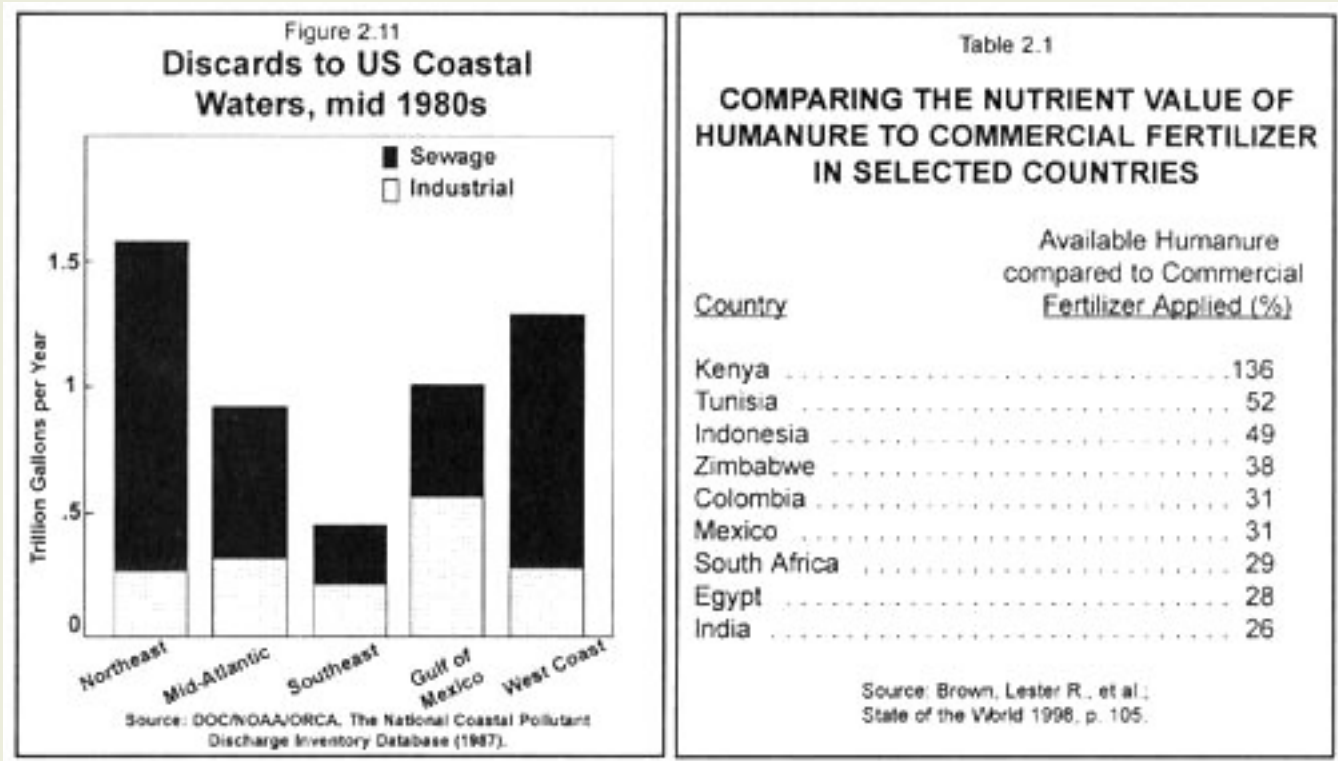 Figure 2.11
Discards to US Coastal
Waters, mid 1980s
Sewage
Industrial
Trillion Gallons per Year
1.5
1
.5
0
Northeast
Mid-Atlantic
Southeast
Gulf of
Mexico
West Coast
Source: DOC/NOAA/ORCA. The National Coastal Pollutant
Discharge Inventory Database (1987).
Table 2.1
COMPARING THE NUTRIENT VALUE OF
HUMANURE TO COMMERCIAL FERTILIZER
IN SELECTED COUNTRIES
Available Humanure
compared to Commercial
Country Fertilizer Applied (%)
Kenya . . . . . . . . . . . . . . . . . . . . . . . . . . . . . 136
Tunisia . . . . . . . . . . . . . . . . . . . . . . . . . . . . 52
Indonesia . . . . . . . . . . . . . . . . . . . . . . . . . . 49
Zimbabwe . . . . . . . . . . . . . . . . . . . . . . . . . . 38
Colombia . . . . . . . . . . . . . . . . . . . . . . . . . . . 31
Mexico . . . . . . . . . . . . . . . . . . . . . . . . . . . . 31
South Africa . . . . . . . . . . . . . . . . . . . . . . . . 29
Egypt . . . . . . . . . . . . . . . . . . . . . . . . . . . . . 28
India . . . . . . . . . . . . . . . . . . . . . . . . . . . . . 26
Source: Brown, Lester R., et al.;
State of the World 1998, p. 105.